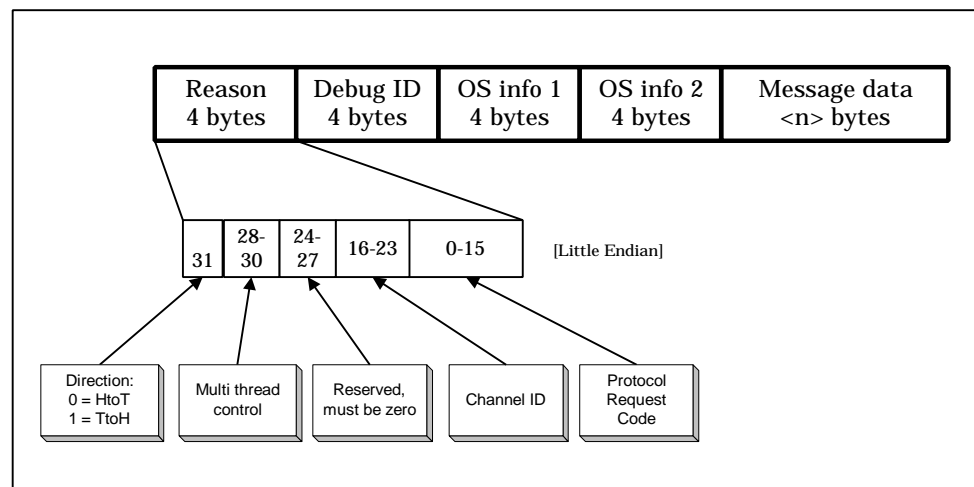 Reason
4 bytes
Debug ID
4 bytes
OS info 1
4 bytes
OS info 2
4 bytes
Message data
<n> bytes
31
28-
30
24-
27
16-23
0-15
[Little Endian]
Direction:
0 = HtoT
1 = TtoH
Multi thread
control
Reserved,
must be zero
Channel ID
Protocol
Request
Code